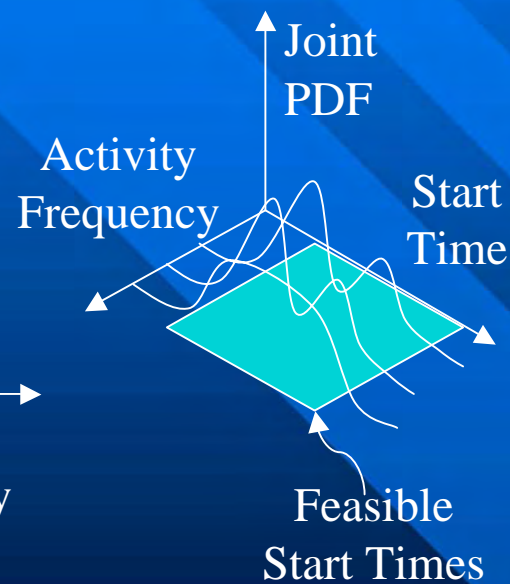 Joint
PDF
Activity
Frequency
Start
Time
y
Feasible
Start Times